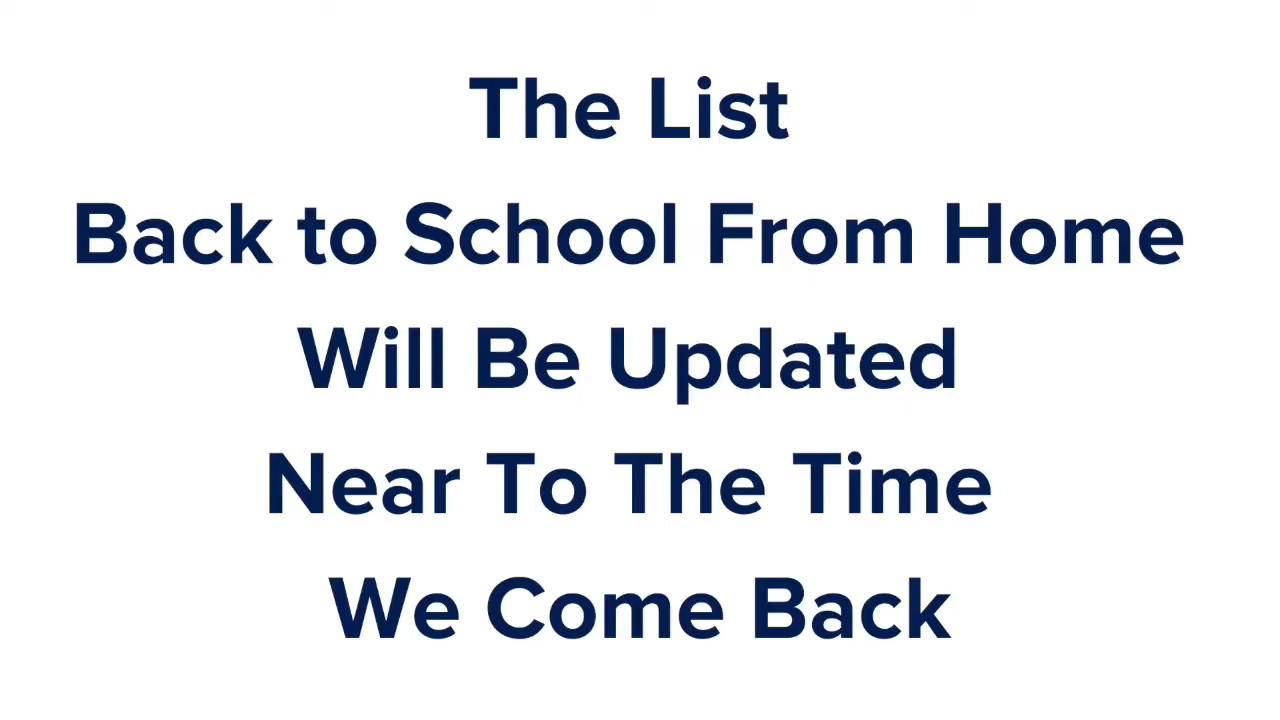 The List
Back to School From Home
Will Be Updated
Near To The Time
We Come Back